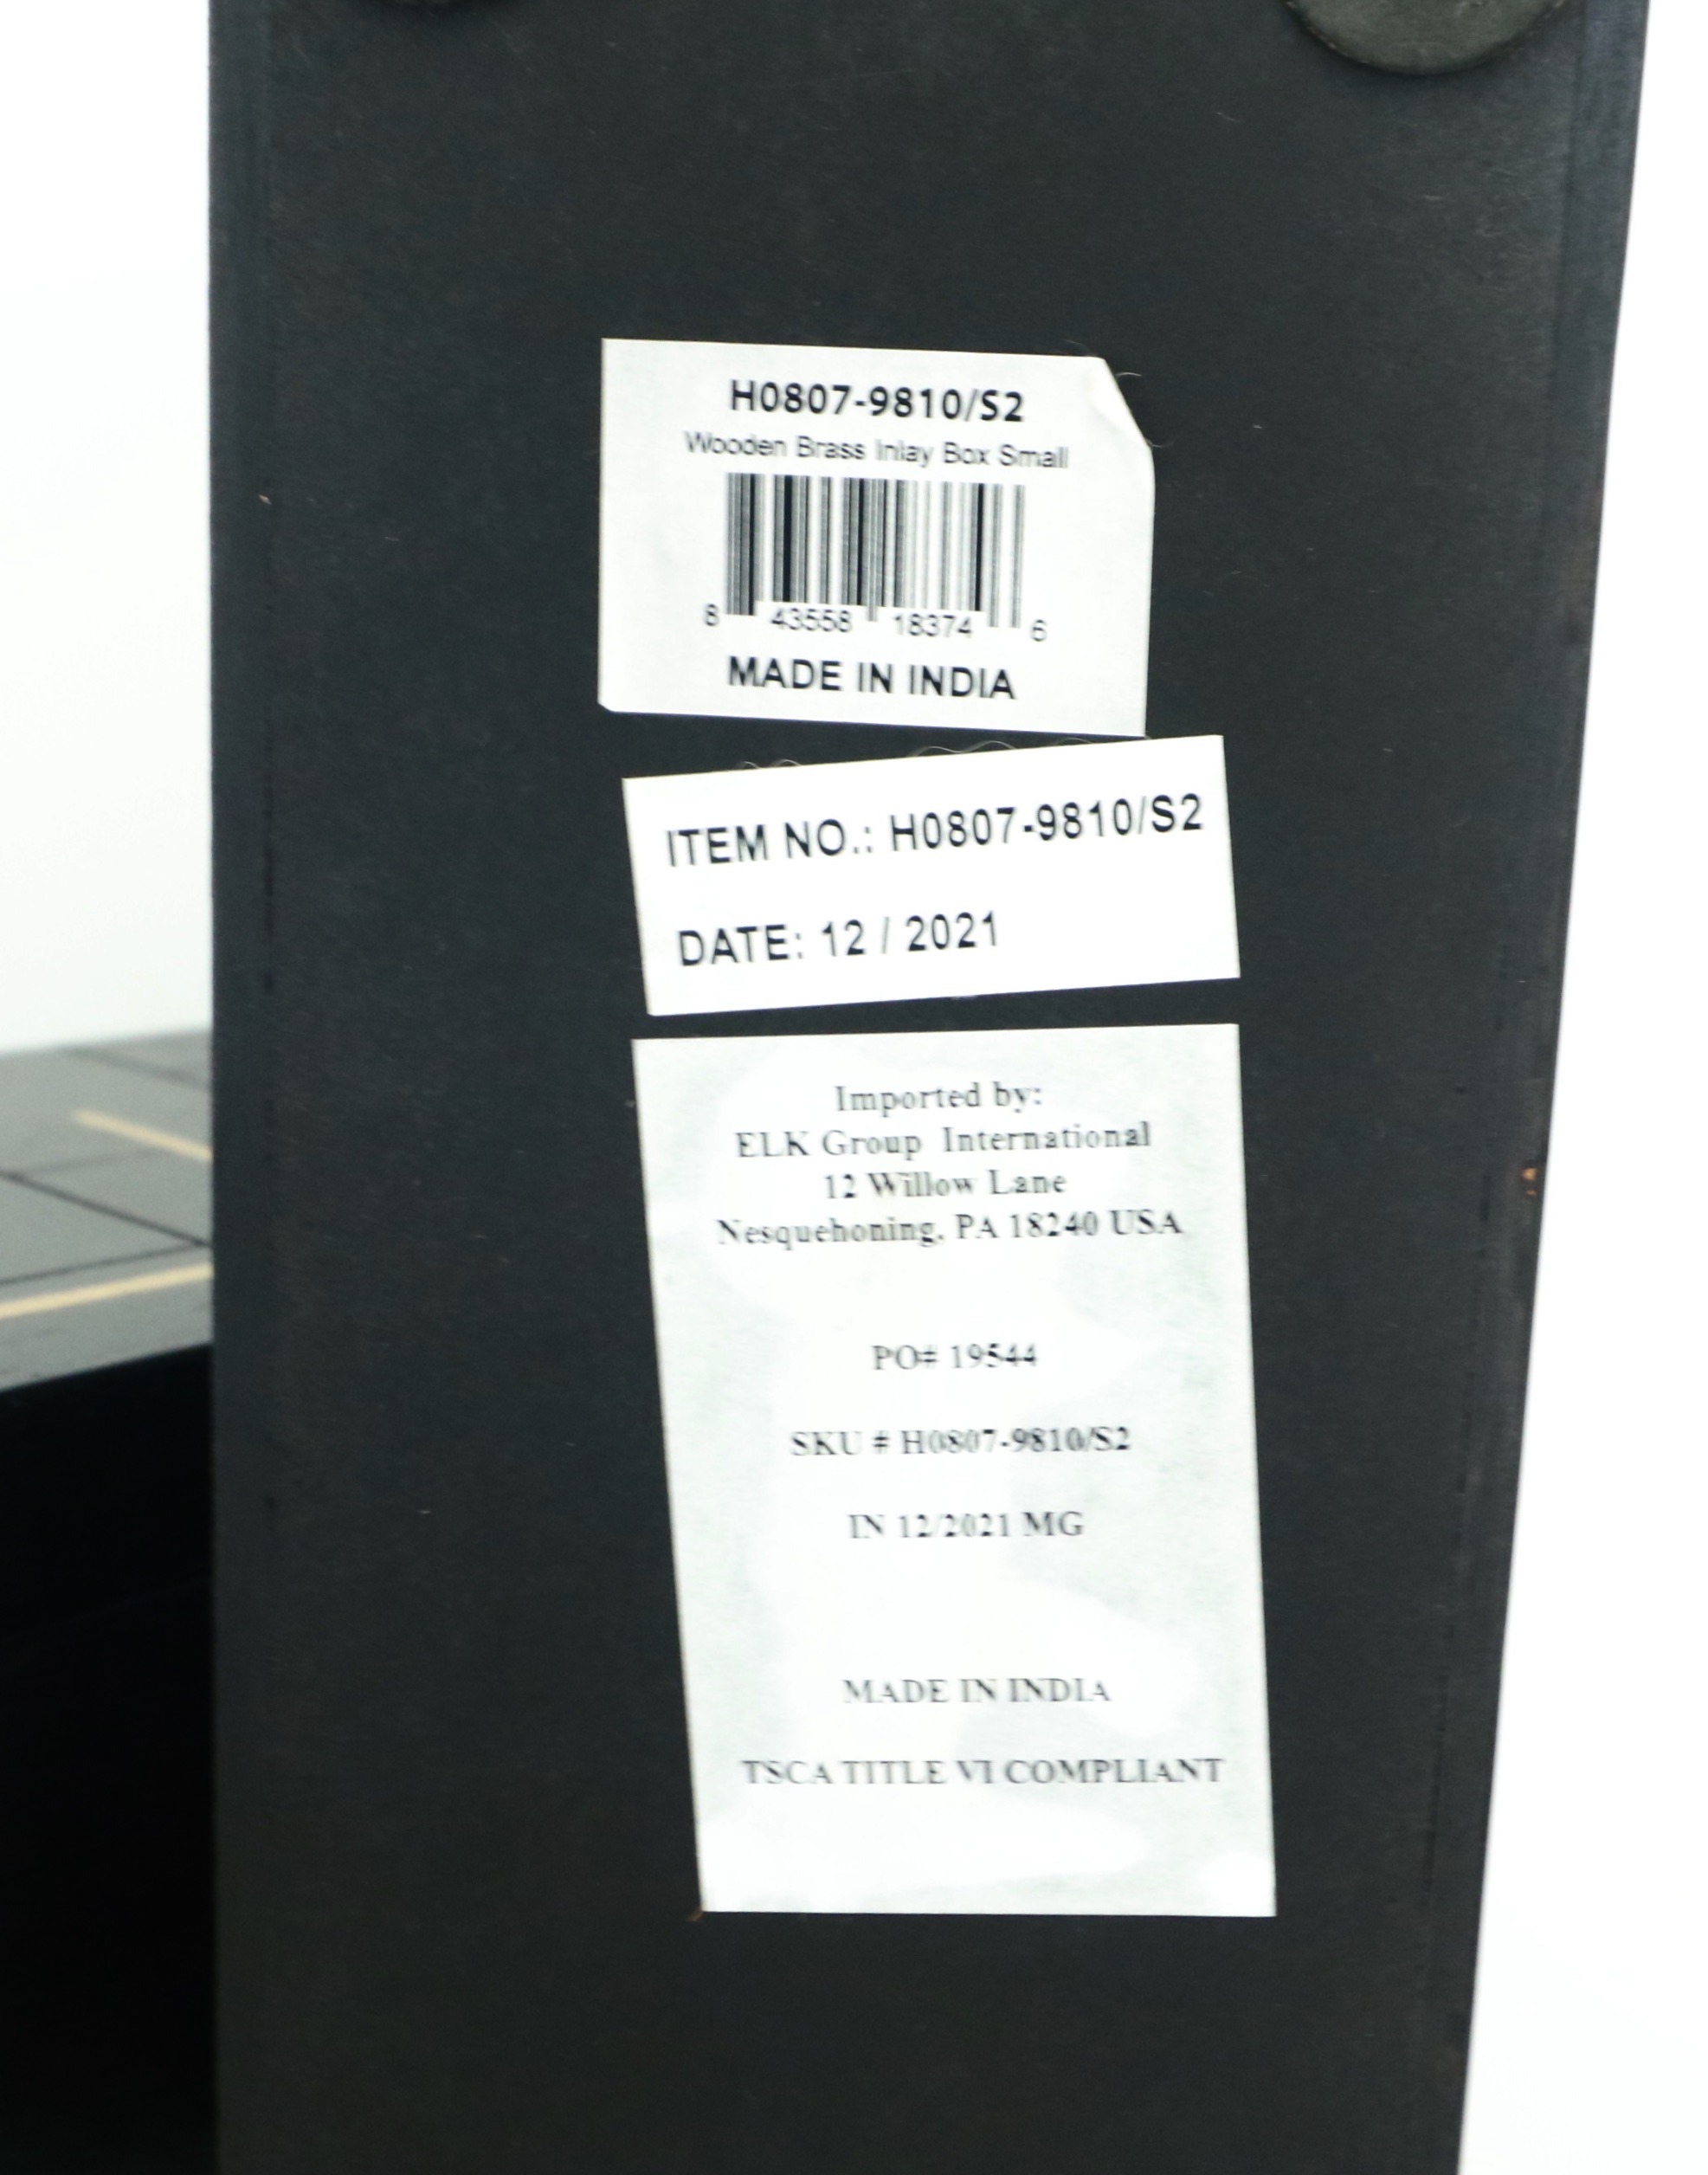 H0807-9810/S2
Wooden Brass Inlay Box Small
8 43558 18374 6
MADE IN INDIA
ITEM NO.: H0807-9810/S2
DATE: 12 / 2021
Imported by:
ELK Group International
12 Willow Lane
Nesquehoning, PA 18240 USA
PO# 19544
SKU # H0807-9810/S2
IN 12/2021 MG
MADE IN INDIA
TSCA TITLE VI COMPLIANT